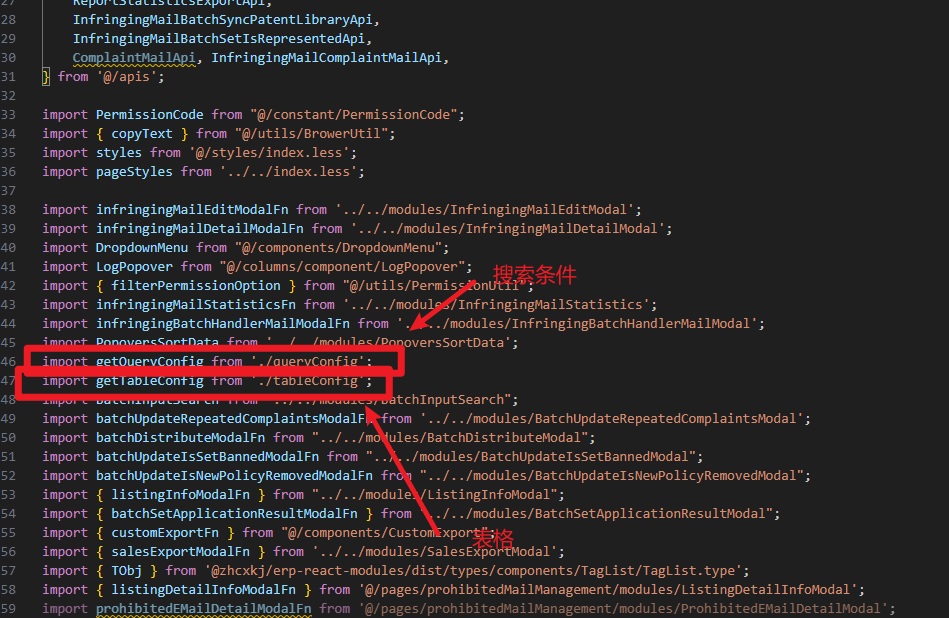 27 ReportStatisticsExportApi,
28 InfringingMailBatchSyncPatentLibraryApi,
29 InfringingMailBatchSetIsRepresentedApi,
30 ComplaintMailApi, InfringingMailComplaintMailApi,
31 } from '@/apis';
32
33 import PermissionCode from "@/constant/PermissionCode";
34 import { copyText } from "@/utils/BrowerUtil";
35 import styles from '@/styles/index.less';
36 import pageStyles from '../../index.less';
37
38 import infringingMailEditModalFn from '../../modules/InfringingMailEditModal';
39 import infringingMailDetailModalFn from '../../modules/InfringingMailDetailModal';
40 import DropdownMenu from "@/components/DropdownMenu";
41 import LogPopover from "@/columns/component/LogPopover";
搜索条件
42 import { filterPermissionOption } from "@/utils/PermissionUtil";
43 import infringingMailStatisticsFn from '../../modules/InfringingMailStatistics';
44 import infringingBatchHandlerMailModalFn from '../../modules/InfringingBatchHandlerMailModal';
45 import PopoversSortData from '../../modules/PopoversSortData';
46 import getQueryConfig from './queryConfig';
47 import getTableConfig from './tableConfig';
48 import batchInputSearch from "../../modules/BatchInputSearch";
49 import batchUpdateRepeatedComplaintsModalFn from '../../modules/BatchUpdateRepeatedComplaintsModal';
50 import batchDistributeModalFn from "../../modules/BatchDistributeModal";
51 import batchUpdateIsSetBannedModalFn from "../../modules/BatchUpdateIsSetBannedModal";
52 import batchUpdateIsNewPolicyRemovedModalFn from "../../modules/BatchUpdateIsNewPolicyRemovedModal";
53 import { listingInfoModalFn } from "../../modules/ListingInfoModal";
54 import { batchSetApplicationResultModalFn } from "../../modules/BatchSetApplicationResultModal";
55 import { customExportFn } from "@/components/CustomExport";
表格
56 import { salesExportModalFn } from '../../modules/SalesExportModal';
57 import { TObj } from '@zhcxkj/erp-react-modules/dist/types/components/TagList/TagList.type';
58 import { listingDetailInfoModalFn } from '@/pages/prohibitedMailManagement/modules/ListingDetailInfoModal';
59 import prohibitedEMailDetailModalFn from '@/pages/prohibitedMailManagement/modules/ProhibitedEMailDetailModal';